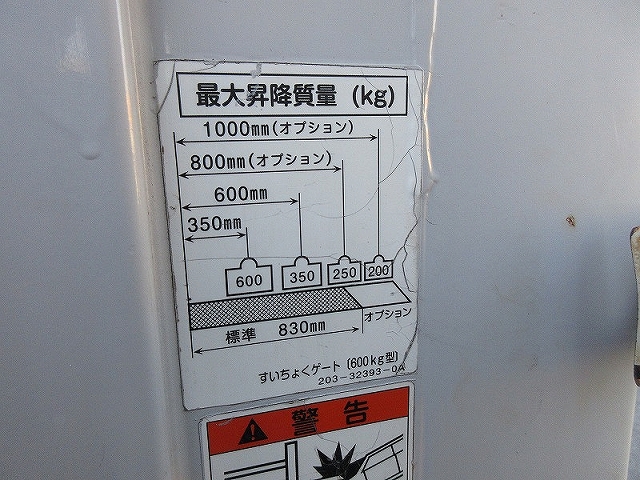 最大昇降質量 (kg)
1000mm(オプション)
800mm(オプション)
600mm
350mm
600 350 250 200
標準 830mm オプション
すいちょくゲート (600kg型)
203-32393-0A
警告